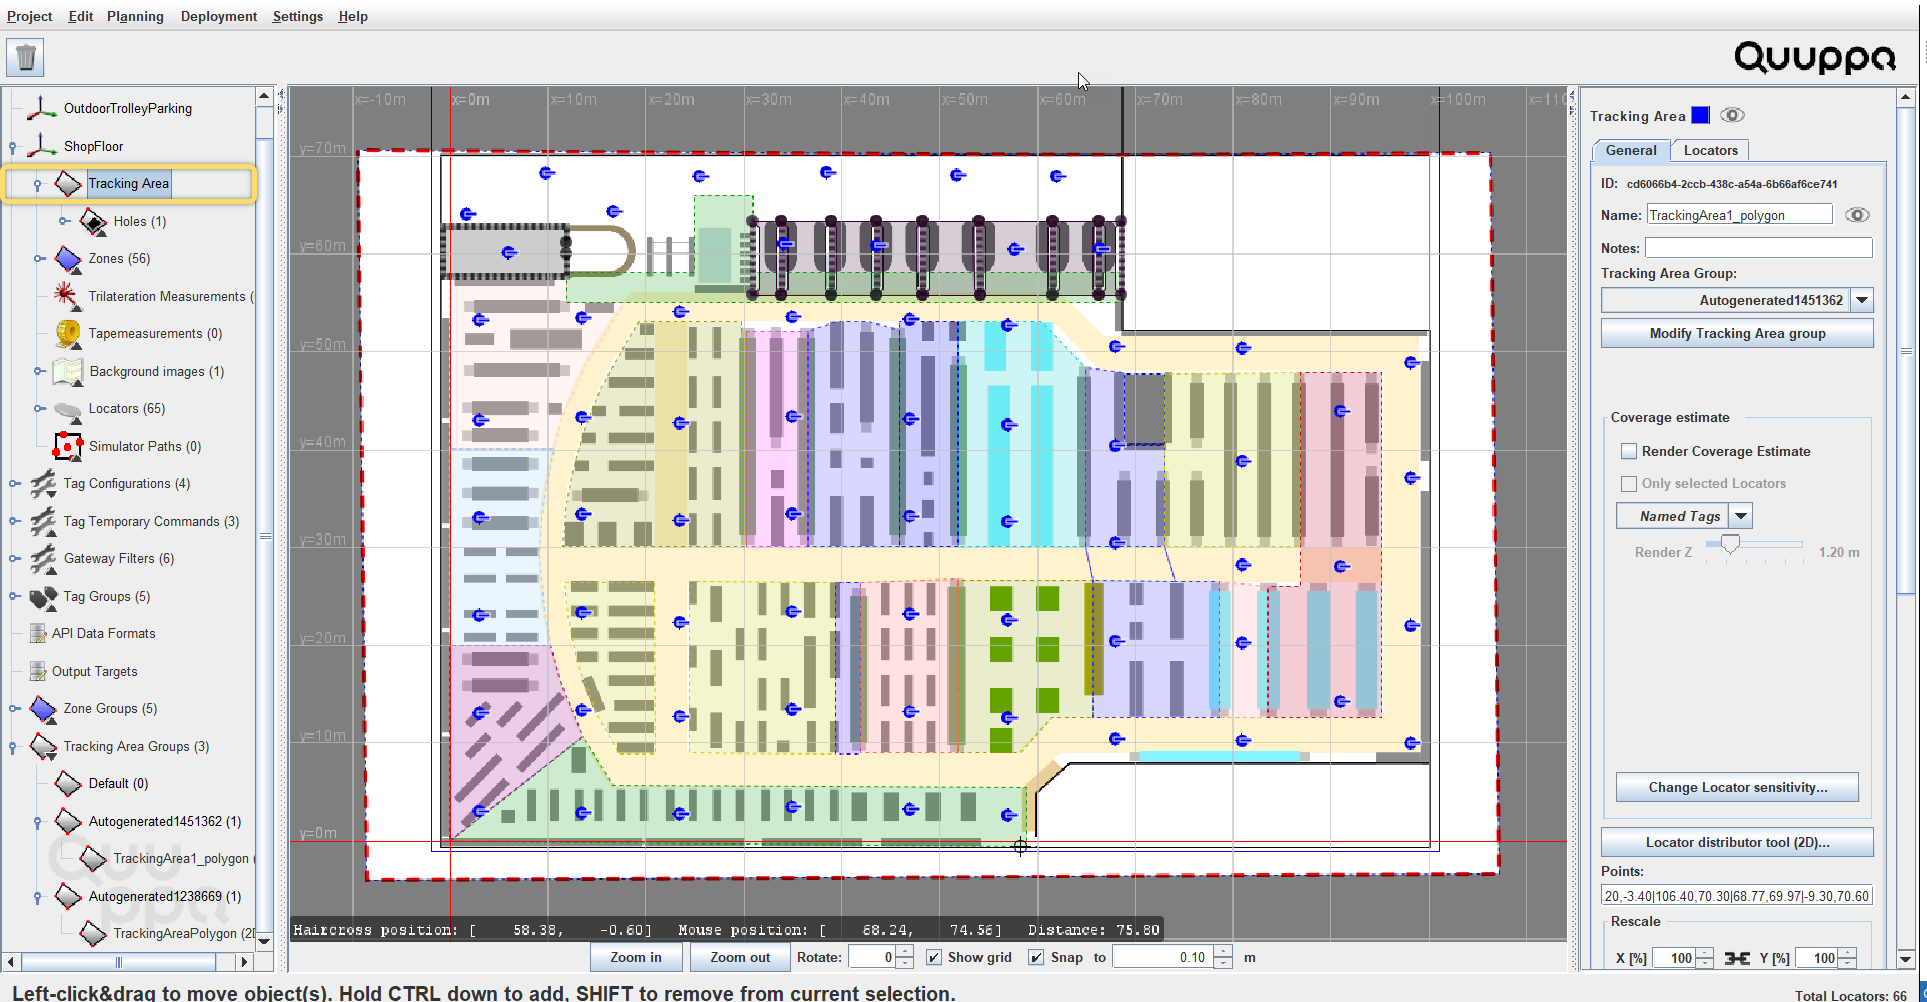 Project Edit Planning Deployment Settings Help
Quuppa
OutdoorTrolleyParking
ShopFloor
Tracking Area
Holes (1)
Zones (56)
Trilateration Measurements (
Tapemeasurements (0)
Background images (1)
Locators (65)
Simulator Paths (0)
Tag Configurations (4)
Tag Temporary Commands (3)
Gateway Filters (6)
Tag Groups (5)
API Data Formats
Output Targets
Zone Groups (5)
Tracking Area Groups (3)
Default (0)
Autogenerated1451362 (1)
TrackingArea1_polygon (
Autogenerated1238669 (1)
TrackingAreaPolygon (2D
Quuppa
x=-10m x=0m x=10m x=20m x=30m x=40m x=50m x=60m x=70m x=80m x=90m x=100m x=110
y=70m
y=60m
y=50m
y=40m
y=30m
y=20m
y=10m
y=0m
Haircross position: [ 58.38, -0.60] Mouse position: [ 68.24, 74.56] Distance: 75.80
Zoom in Zoom out Rotate: 0 Show grid Snap to 0.10 m
Tracking Area
General Locators
ID: cd6066b4-2ccb-438c-a54a-6b66af6ce741
Name: TrackingArea1_polygon
Notes:
Tracking Area Group:
Autogenerated1451362
Modify Tracking Area group
Coverage estimate
Render Coverage Estimate
Only selected Locators
Named Tags
Render Z 1.20 m
Change Locator sensitivity...
Locator distributor tool (2D)...
Points:
20,-3.40|106.40,70.30|68.77,69.97|-9.30,70.60
Rescale
X [%] 100 Y [%] 100
Left-click&drag to move object(s). Hold CTRL down to add, SHIFT to remove from current selection.
Total Locators: 66